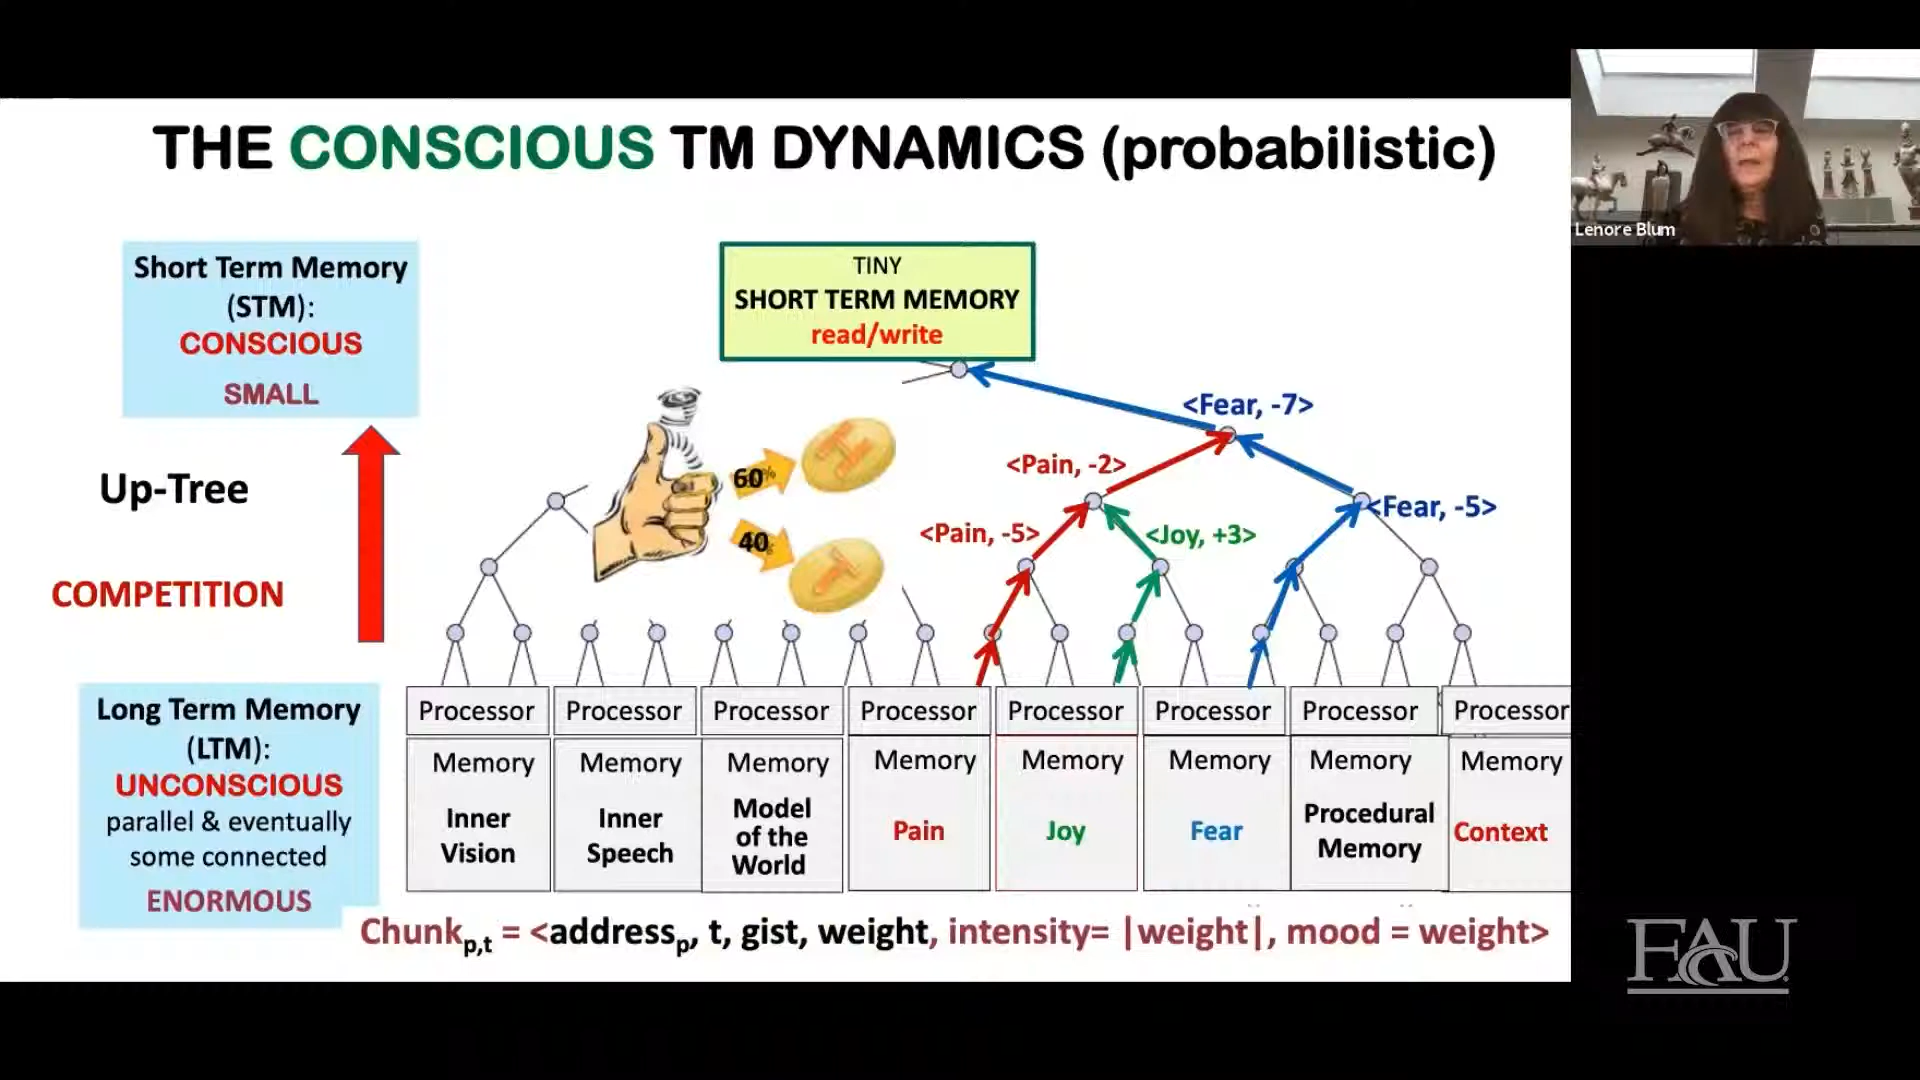 THE CONSCIOUS TM DYNAMICS (probabilistic)
Lenore Blum
Short Term Memory
(STM):
CONSCIOUS
SMALL
TINY
SHORT TERM MEMORY
read/write
<Fear, -7>
<Pain, -2>
<Fear, -5>
<Pain, -5>
<Joy, +3>
60%
H
40%
T
Up-Tree
COMPETITION
Long Term Memory
(LTM):
UNCONSCIOUS
parallel & eventually
some connected
ENORMOUS
Processor Processor Processor Processor Processor Processor Processor Processor
Memory Memory Memory Memory Memory Memory Memory Memory
Inner
Vision
Inner
Speech
Model
of the
World
Pain
Joy
Fear
Procedural
Memory
Context
Chunkp,t = <addressp, t, gist, weight, intensity= |weight|, mood = weight>
FAU